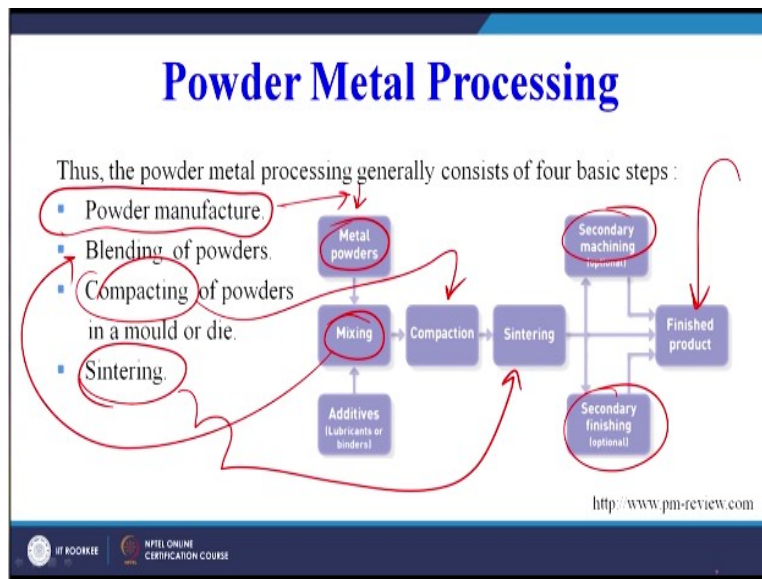 Powder Metal Processing
Thus, the powder metal processing generally consists of four basic steps :
Powder manufacture.
Blending of powders.
Compacting of powders
in a mould or die.
Sintering.
Metal
powders
Mixing
Additives
(Lubricants or
binders)
Compaction
Sintering
Secondary
machining
(optional)
Finished
product
Secondary
finishing
(optional)
http://www.pm-review.com
IIT ROORKEE
NPTEL ONLINE
CERTIFICATION COURSE